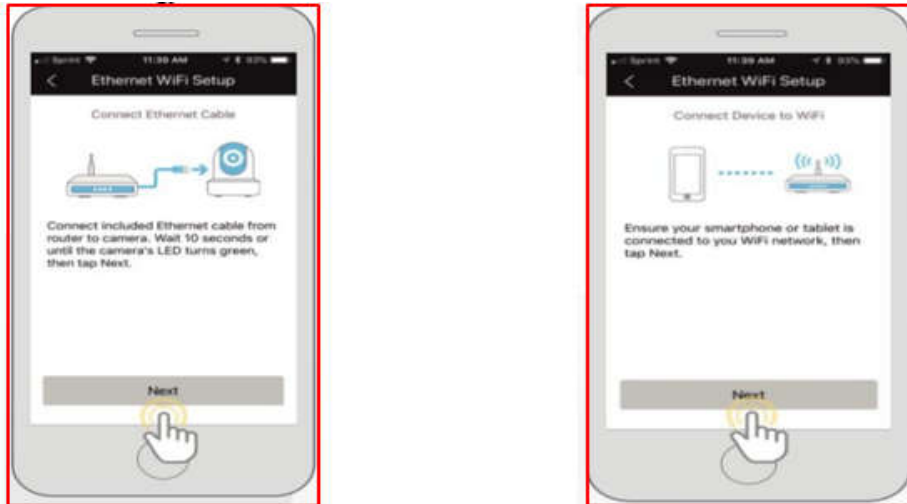 Sprint 11:39 AM 93%
Ethernet WiFi Setup
Connect Ethernet Cable
Connect included Ethernet cable from
router to camera. Wait 10 seconds or
until the camera's LED turns green,
then tap Next.
Next
Sprint 11:39 AM 93%
Ethernet WiFi Setup
Connect Device to WiFi
Ensure your smartphone or tablet is
connected to you WiFi network, then
tap Next.
Next